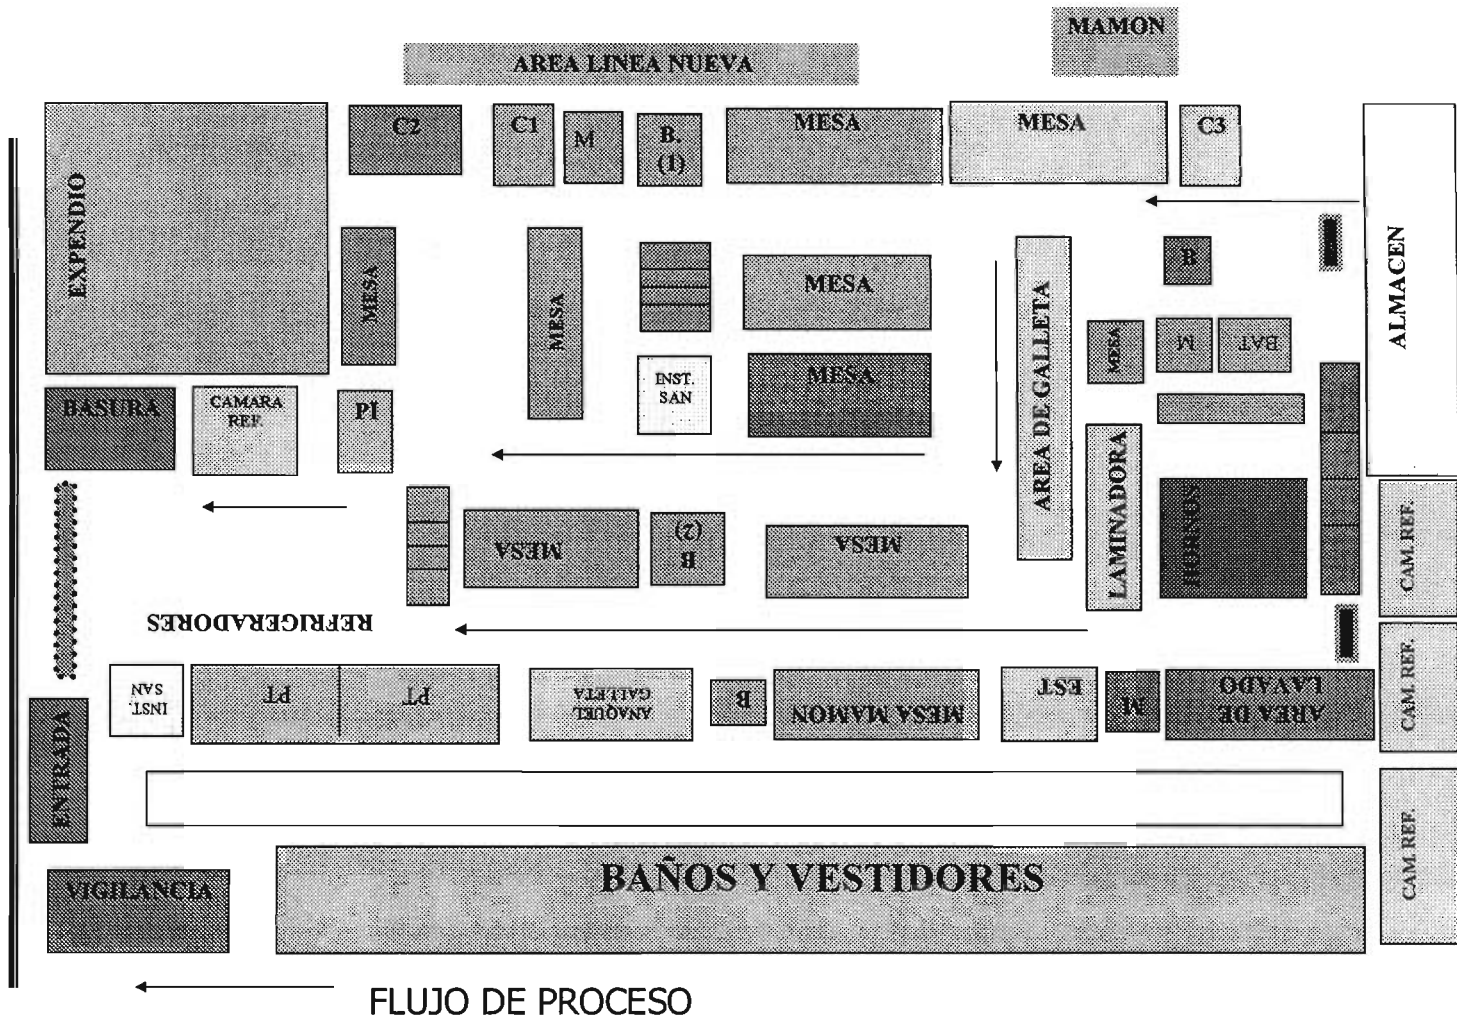 MAMON
AREA LINEA NUEVA
C2
C1
M
B.
(1)
MESA
MESA
C3
EXPENDIO
MESA
MESA
MESA
B
ALMACEN
MESA
M
BAT
INST.
SAN
MESA
AREA DE GALLETA
BASURA
CAMARA
REF.
PI
LAMINADORA
HORNOS
CAM. REF.
MESA
B
(2)
MESA
REFRIGERADORES
INST.
SAN
PT
PT
ANAQUEL
GALLETA
B
MESA MAMON
EST
M
AREA DE
LAVADO
CAM. REF.
ENTRADA
CAM. REF.
VIGILANCIA
BAÑOS Y VESTIDORES
FLUJO DE PROCESO